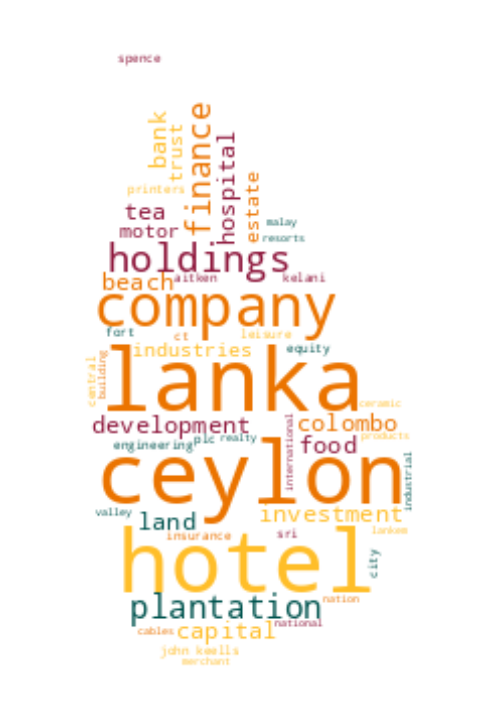 spence
bank
trust
finance
hospital
estate
printers
tea
motor
malay
resorts
holdings
beach
aitken
kelani
company
fort
ct
leisure
industries
equity
central
building
lanka
ceramic
development
colombo
international
engineering
plc
realty
food
products
ceylon
industrial
valley
land
investment
insurance
sri
lankem
hotel
city
plantation
nation
cables
capital
national
john keells
merchant